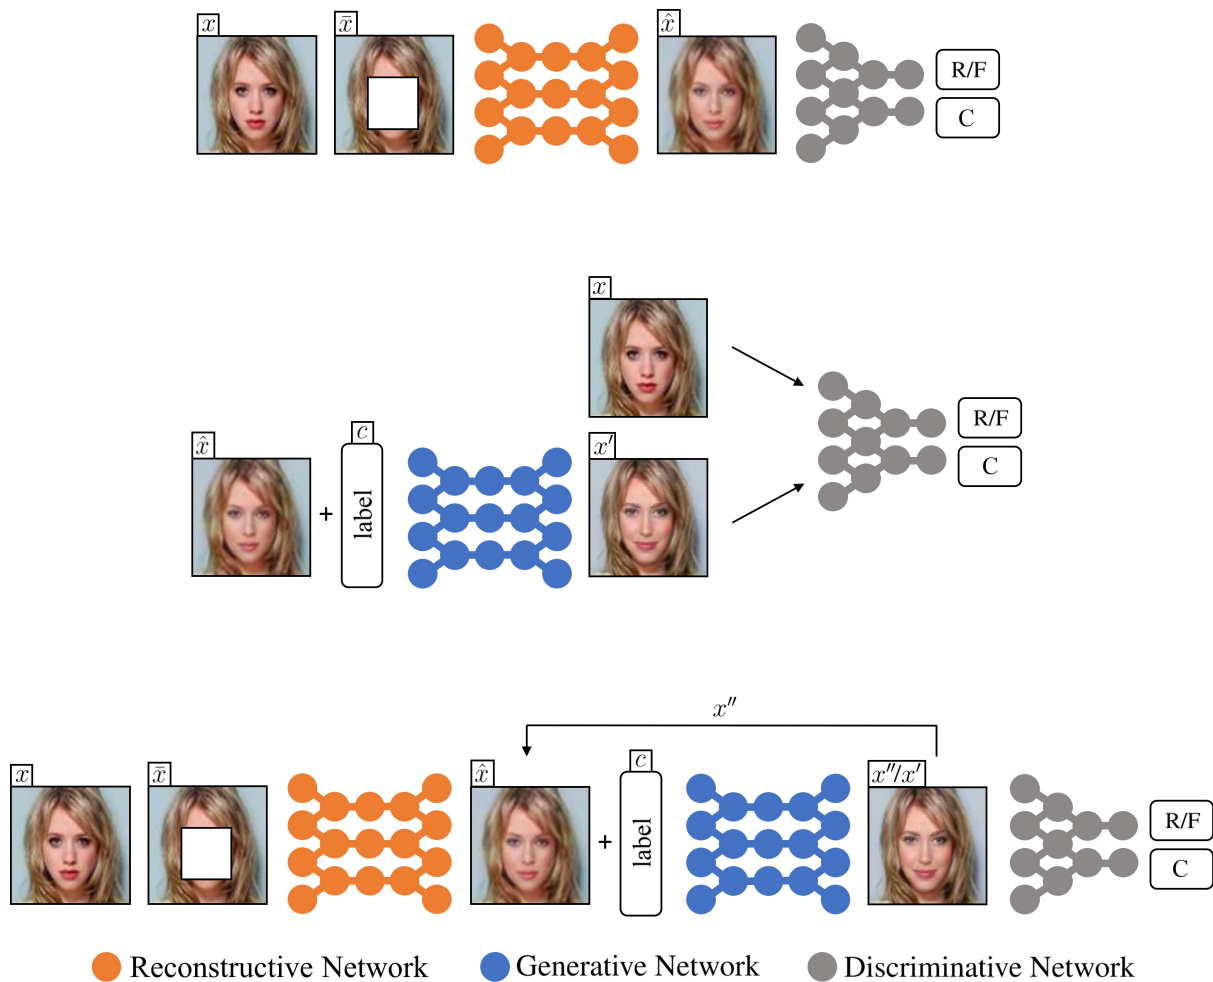 x x̄ x̂
R/F
C
x
c
x̂ x′
+ label
R/F
C
x″
c
x x̄ x̂ x″/x′
+ label
R/F
C
Reconstructive Network Generative Network Discriminative Network